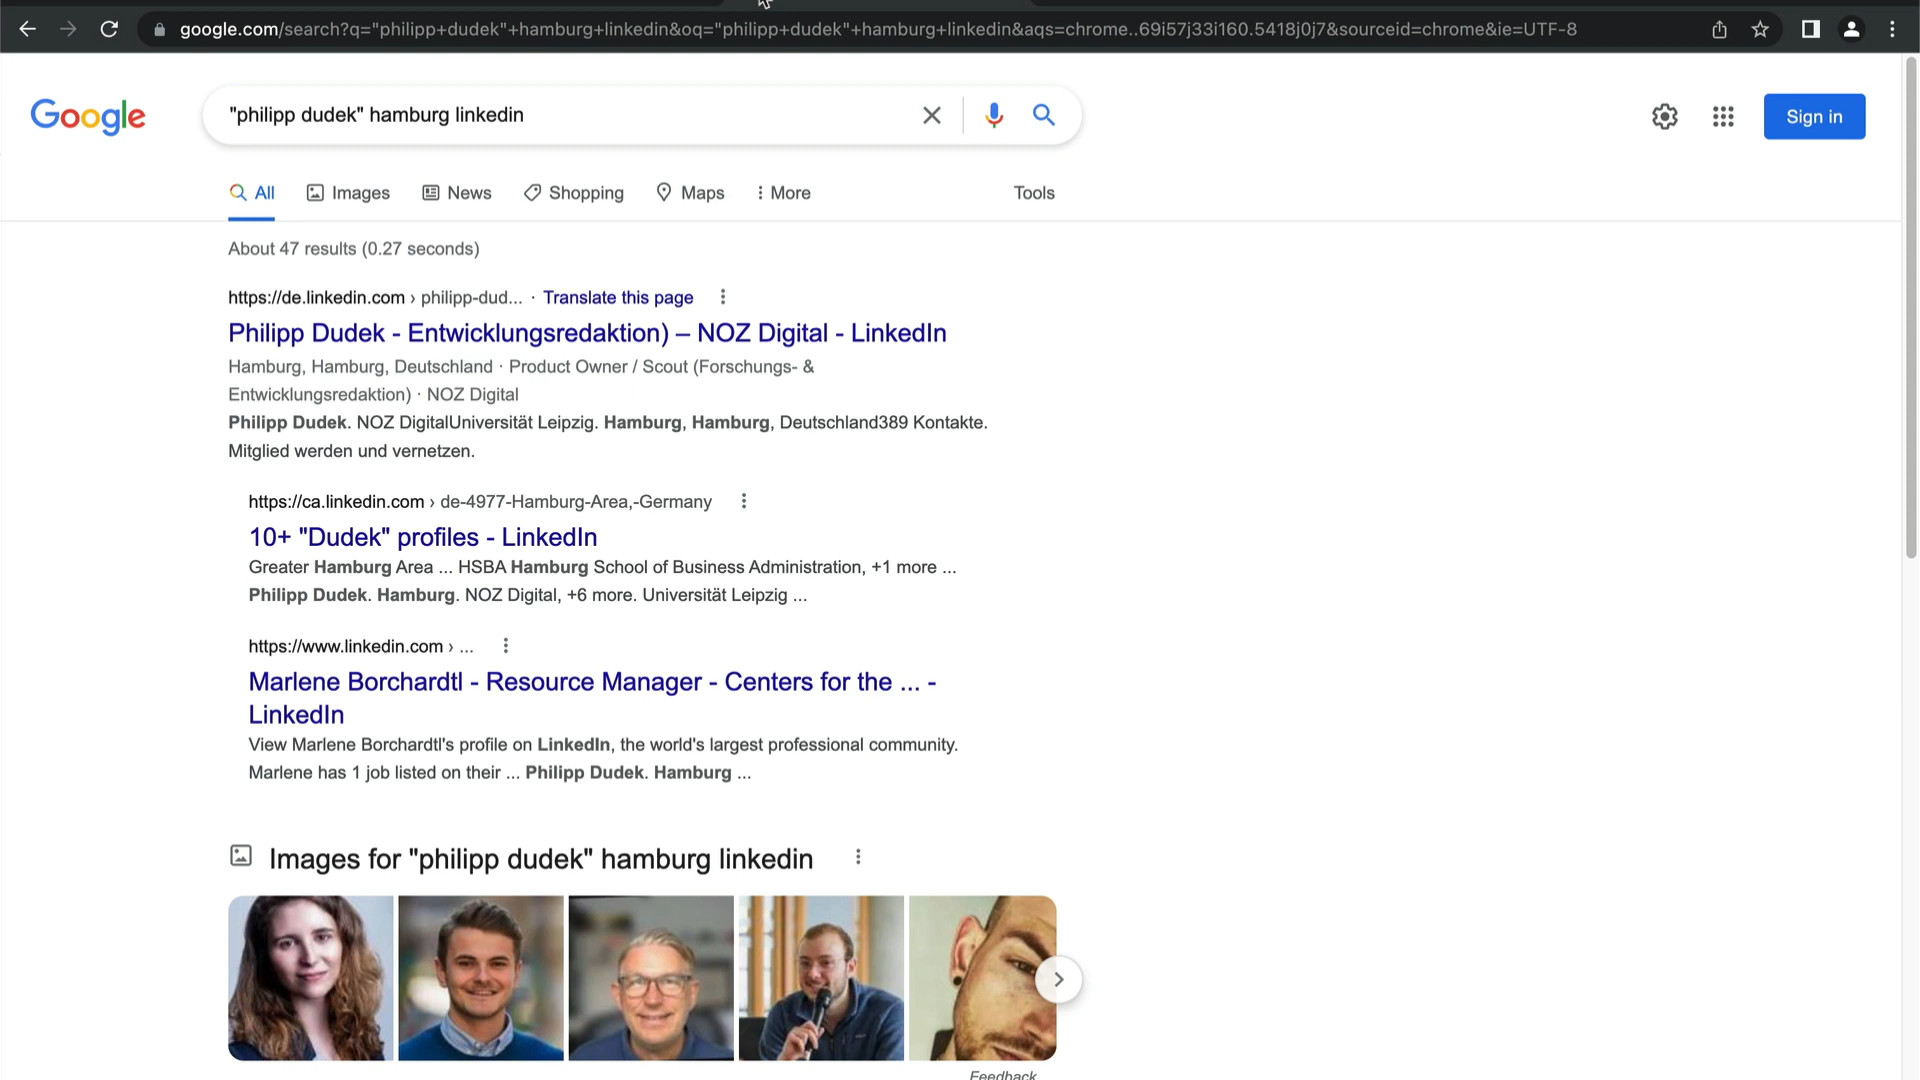 google.com/search?q="philipp+dudek"+hamburg+linkedin&oq="philipp+dudek"+hamburg+linkedin&aqs=chrome..69i57j33i160.5418j0j7&sourceid=chrome&ie=UTF-8
Google
"philipp dudek" hamburg linkedin
Sign in
All
Images
News
Shopping
Maps
More
Tools
About 47 results (0.27 seconds)
https://de.linkedin.com › philipp-dud... · Translate this page
Philipp Dudek - Entwicklungsredaktion) – NOZ Digital - LinkedIn
Hamburg, Hamburg, Deutschland · Product Owner / Scout (Forschungs- &
Entwicklungsredaktion) · NOZ Digital
Philipp Dudek. NOZ DigitalUniversität Leipzig. Hamburg, Hamburg, Deutschland389 Kontakte.
Mitglied werden und vernetzen.
https://ca.linkedin.com › de-4977-Hamburg-Area,-Germany
10+ "Dudek" profiles - LinkedIn
Greater Hamburg Area ... HSBA Hamburg School of Business Administration, +1 more ...
Philipp Dudek. Hamburg. NOZ Digital, +6 more. Universität Leipzig ...
https://www.linkedin.com › ...
Marlene Borchardtl - Resource Manager - Centers for the ... -
LinkedIn
View Marlene Borchardtl's profile on LinkedIn, the world's largest professional community.
Marlene has 1 job listed on their ... Philipp Dudek. Hamburg ...
Images for "philipp dudek" hamburg linkedin
Feedback